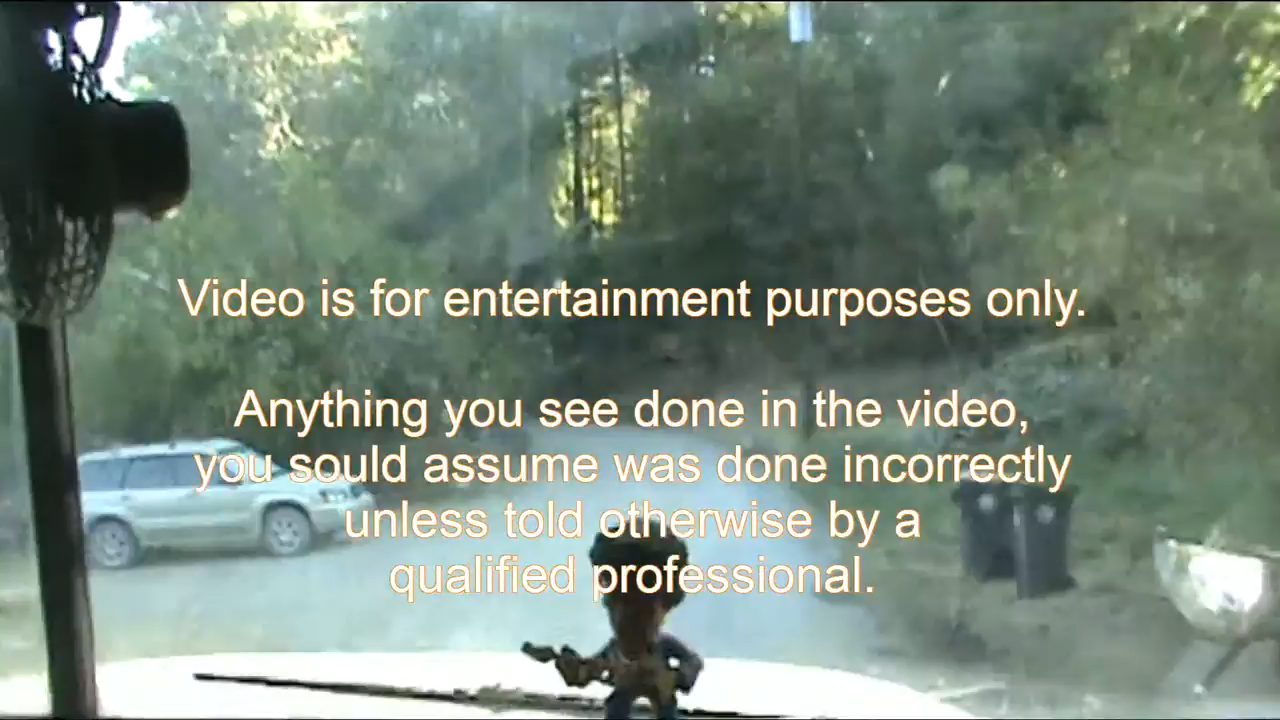 Video is for entertainment purposes only.
Anything you see done in the video,
you sould assume was done incorrectly
unless told otherwise by a
qualified professional.